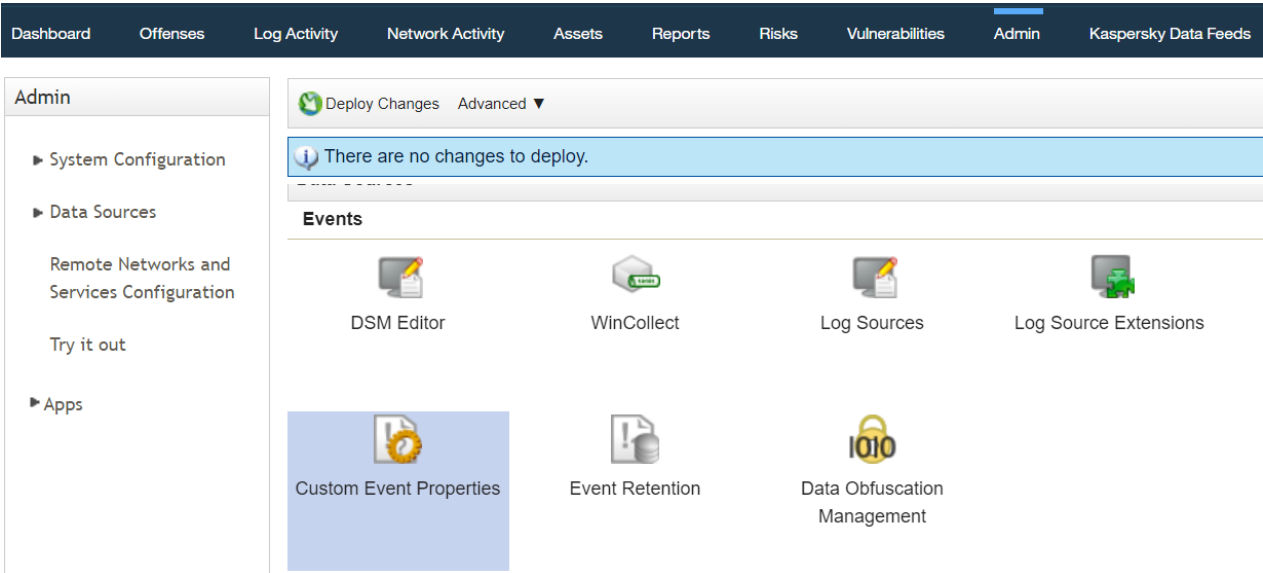 Dashboard Offenses Log Activity Network Activity Assets Reports Risks Vulnerabilities Admin Kaspersky Data Feeds
Admin
System Configuration
Data Sources
Remote Networks and
Services Configuration
Try it out
Apps
Deploy Changes Advanced ▼
There are no changes to deploy.
Events
DSM Editor WinCollect Log Sources Log Source Extensions
Custom Event Properties Event Retention Data Obfuscation
Management